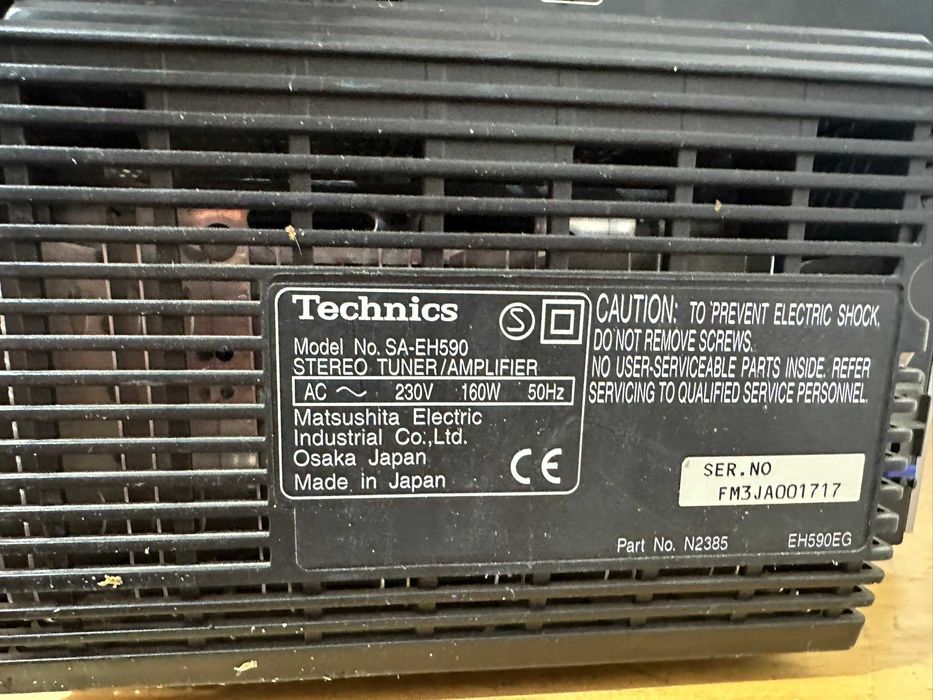 Technics
S
Model No. SA-EH590
STEREO TUNER/AMPLIFIER
AC ～ 230V 160W 50Hz
Matsushita Electric
Industrial Co.,Ltd.
Osaka Japan
Made in Japan
CE
CAUTION: TO PREVENT ELECTRIC SHOCK,
DO NOT REMOVE SCREWS.
NO USER-SERVICEABLE PARTS INSIDE. REFER
SERVICING TO QUALIFIED SERVICE PERSONNEL.
SER.NO
FM3JA001717
Part No. N2385 EH590EG